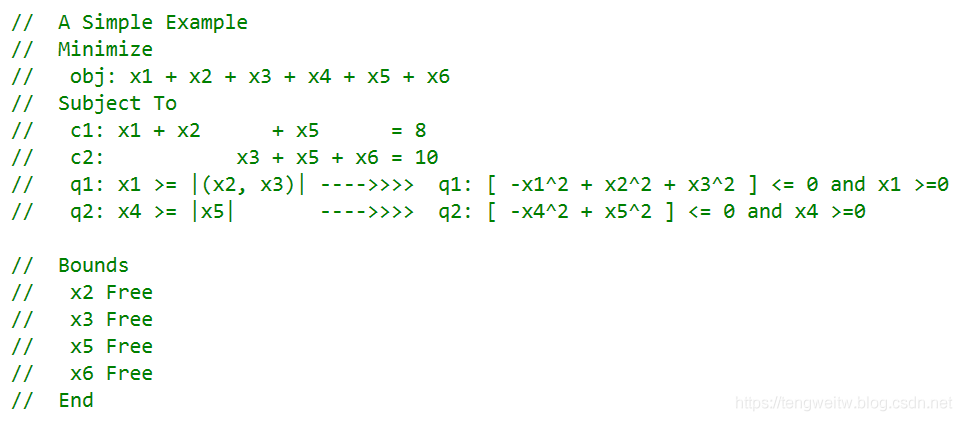 //  A Simple Example
//  Minimize
//   obj: x1 + x2 + x3 + x4 + x5 + x6
//  Subject To
//   c1: x1 + x2      + x5      = 8
//   c2:           x3 + x5 + x6 = 10
//   q1: x1 >= |(x2, x3)| ---->>>>  q1: [ -x1^2 + x2^2 + x3^2 ] <= 0 and x1 >=0
//   q2: x4 >= |x5|       ---->>>>  q2: [ -x4^2 + x5^2 ] <= 0 and x4 >=0
//  Bounds
//   x2 Free
//   x3 Free
//   x5 Free
//   x6 Free
//  End
https://tengweitw.blog.csdn.net